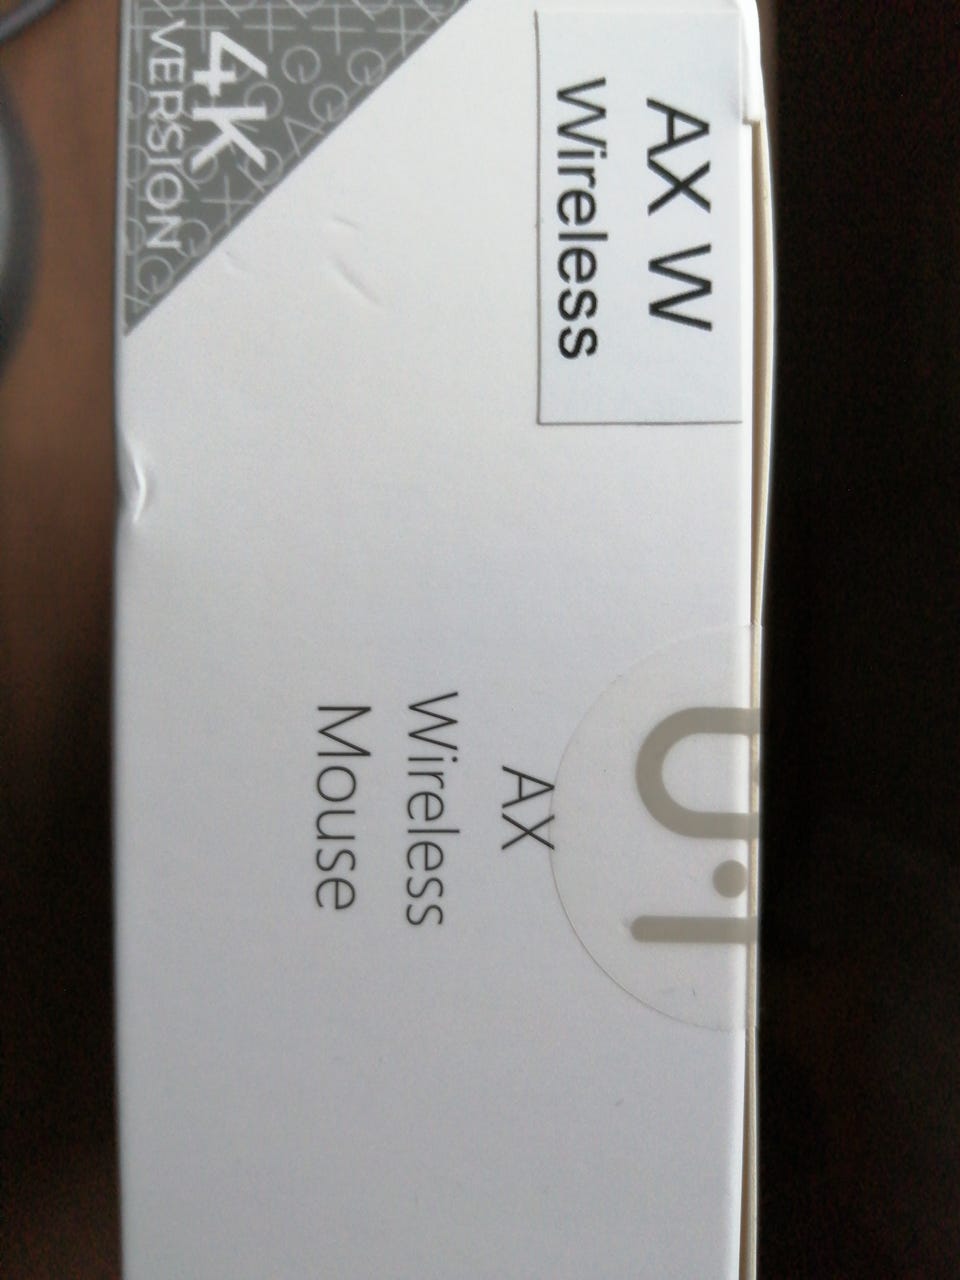 AX W
Wireless
AX
Wireless
Mouse
4K
VERSION